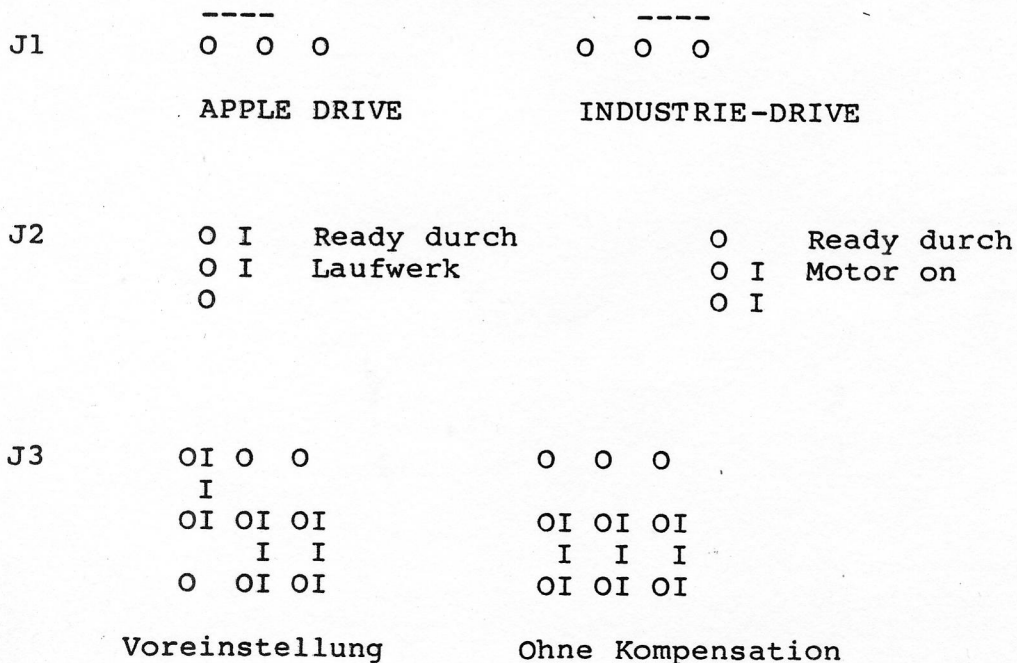 ----                    ----
J1   O  O  O              O  O  O
     APPLE DRIVE          INDUSTRIE-DRIVE
J2   O I   Ready durch          O     Ready durch
     O I   Laufwerk             O I   Motor on
     O                          O I
J3   OI O  O              O  O  O
      I
     OI OI OI             OI OI OI
         I  I              I  I  I
     O  OI OI             OI OI OI
Voreinstellung       Ohne Kompensation